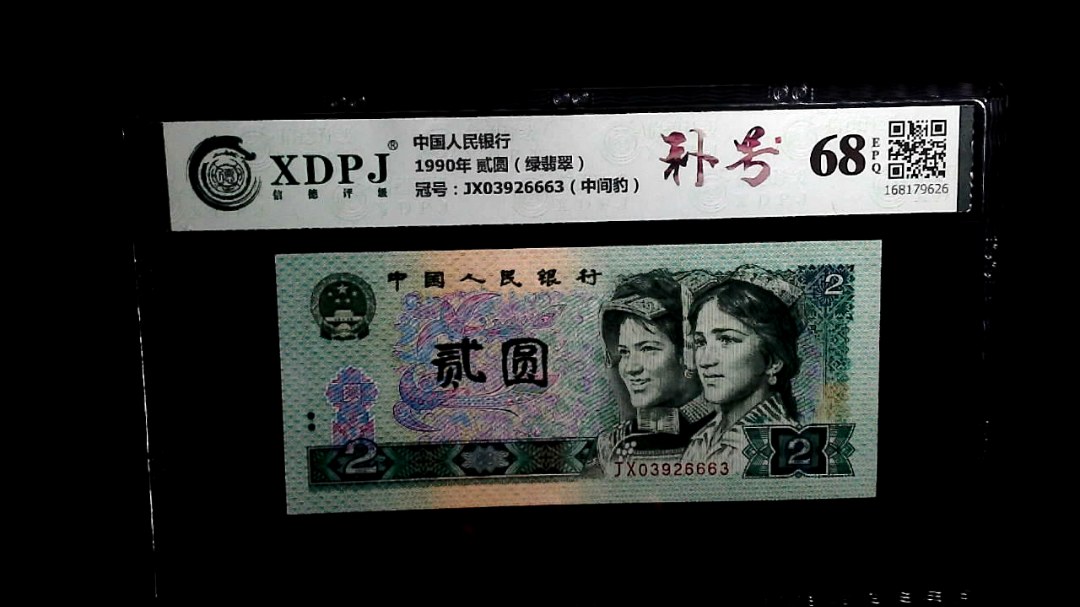 XDPJ®
信德评级
中国人民银行
1990年 贰圆（绿翡翠）
冠号：JX03926663（中间豹）
补号
68
EPQ
168179626
中国人民银行
2
贰圆
2
JX03926663
2